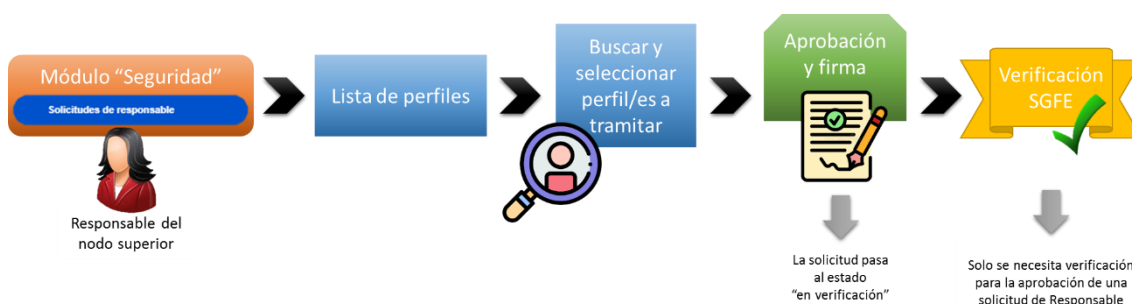 Módulo “Seguridad”
Solicitudes de responsable
Responsable del
nodo superior
Lista de perfiles
Buscar y
seleccionar
perfil/es a
tramitar
Aprobación
y firma
La solicitud pasa
al estado
“en verificación”
Verificación
SGFE
Solo se necesita verificación
para la aprobación de una
solicitud de Responsable